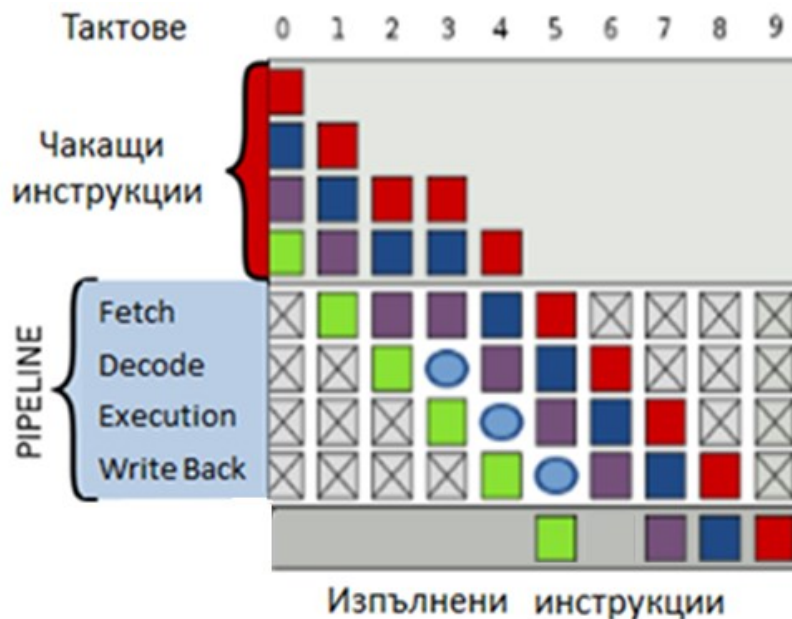 Тактове 0 1 2 3 4 5 6 7 8 9
Чакащи
инструкции
PIPELINE
Fetch
Decode
Execution
Write Back
Изпълнени инструкции